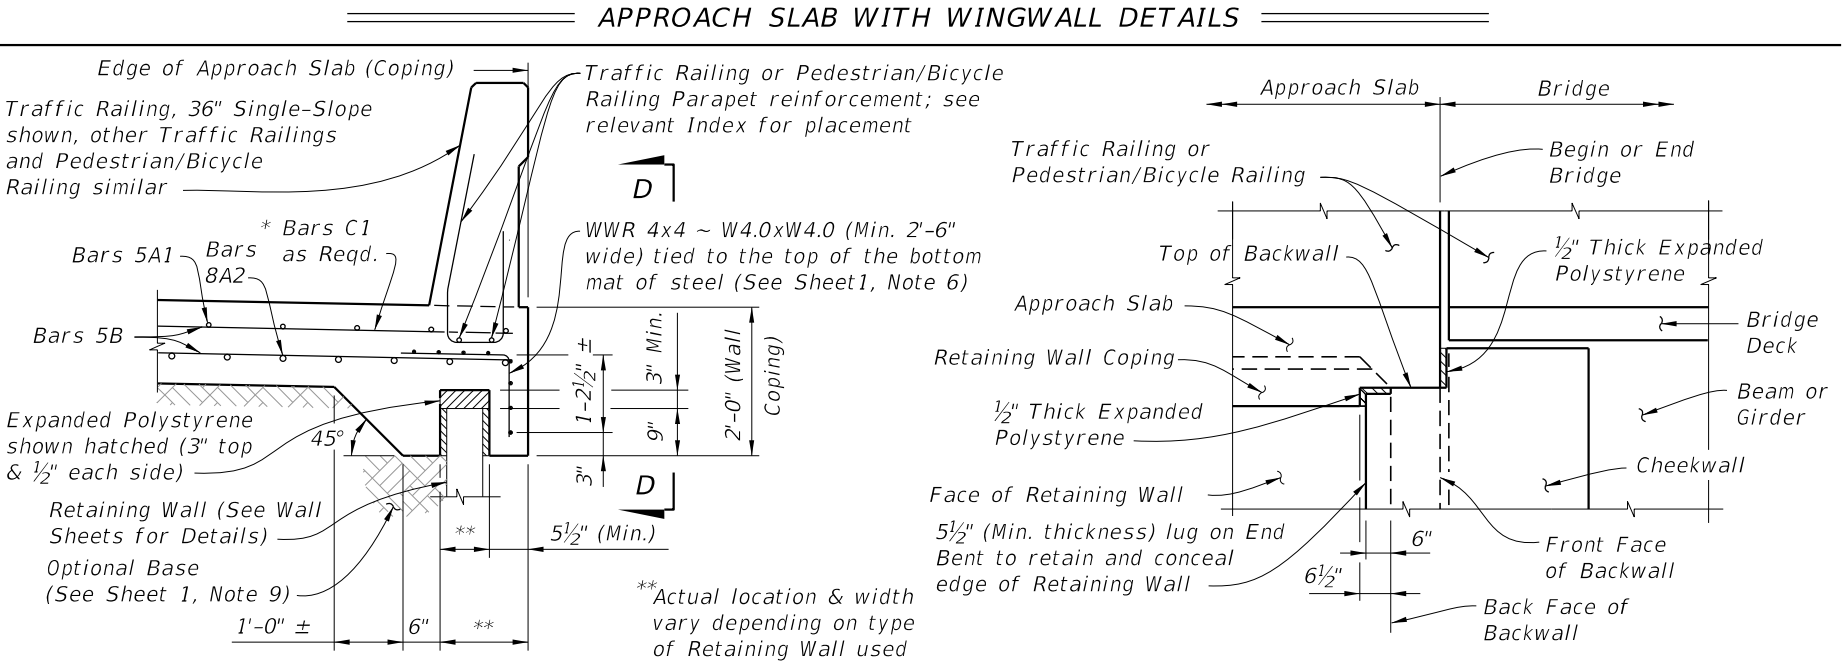 APPROACH SLAB WITH WINGWALL DETAILS
Edge of Approach Slab (Coping)
Traffic Railing, 36" Single-Slope
shown, other Traffic Railings
and Pedestrian/Bicycle
Railing similar
Traffic Railing or Pedestrian/Bicycle
Railing Parapet reinforcement; see
relevant Index for placement
D
* Bars C1
as Reqd.
Bars 5A1
Bars
8A2
Bars 5B
WWR 4x4 ~ W4.0xW4.0 (Min. 2'-6"
wide) tied to the top of the bottom
mat of steel (See Sheet1, Note 6)
1-2½" ±
3" Min.
9"
3"
2'-0" (Wall
Coping)
Expanded Polystyrene
shown hatched (3" top
& ½" each side)
45°
Retaining Wall (See Wall
Sheets for Details)
Optional Base
(See Sheet 1, Note 9)
D
**
5½" (Min.)
1'-0" ±
6"
**
**Actual location & width
vary depending on type
of Retaining Wall used
Approach Slab
Bridge
Traffic Railing or
Pedestrian/Bicycle Railing
Begin or End
Bridge
Top of Backwall
½" Thick Expanded
Polystyrene
Approach Slab
Bridge
Deck
Retaining Wall Coping
Beam or
Girder
½" Thick Expanded
Polystyrene
Cheekwall
Face of Retaining Wall
5½" (Min. thickness) lug on End
Bent to retain and conceal
edge of Retaining Wall
6"
6½"
Front Face
of Backwall
Back Face of
Backwall